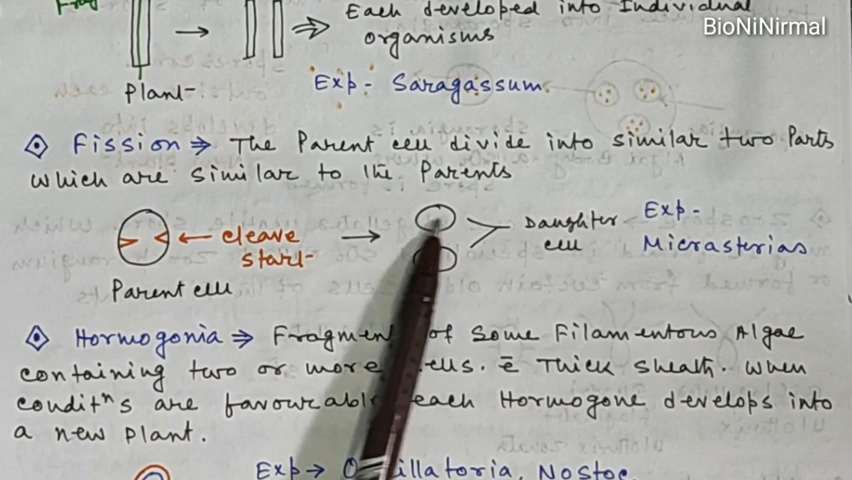 BioNiNirmal
Each developed into Individual
organisms
Plant-
Exp- Saragassum
Fission ⇒ The Parent cell divide into similar two Parts
which are similar to the Parents
← cleave
start-
→
Parent cell
Daughter
cell
Exp-
Micrasterias
Hormogonia ⇒ Fragment of Some Filamentous Algae
containing two or more cells. c̄ Thick sheath. When
conditⁿs are favourable each Hormogone develops into
a new plant.
Exp → Oscillatoria, Nostoc